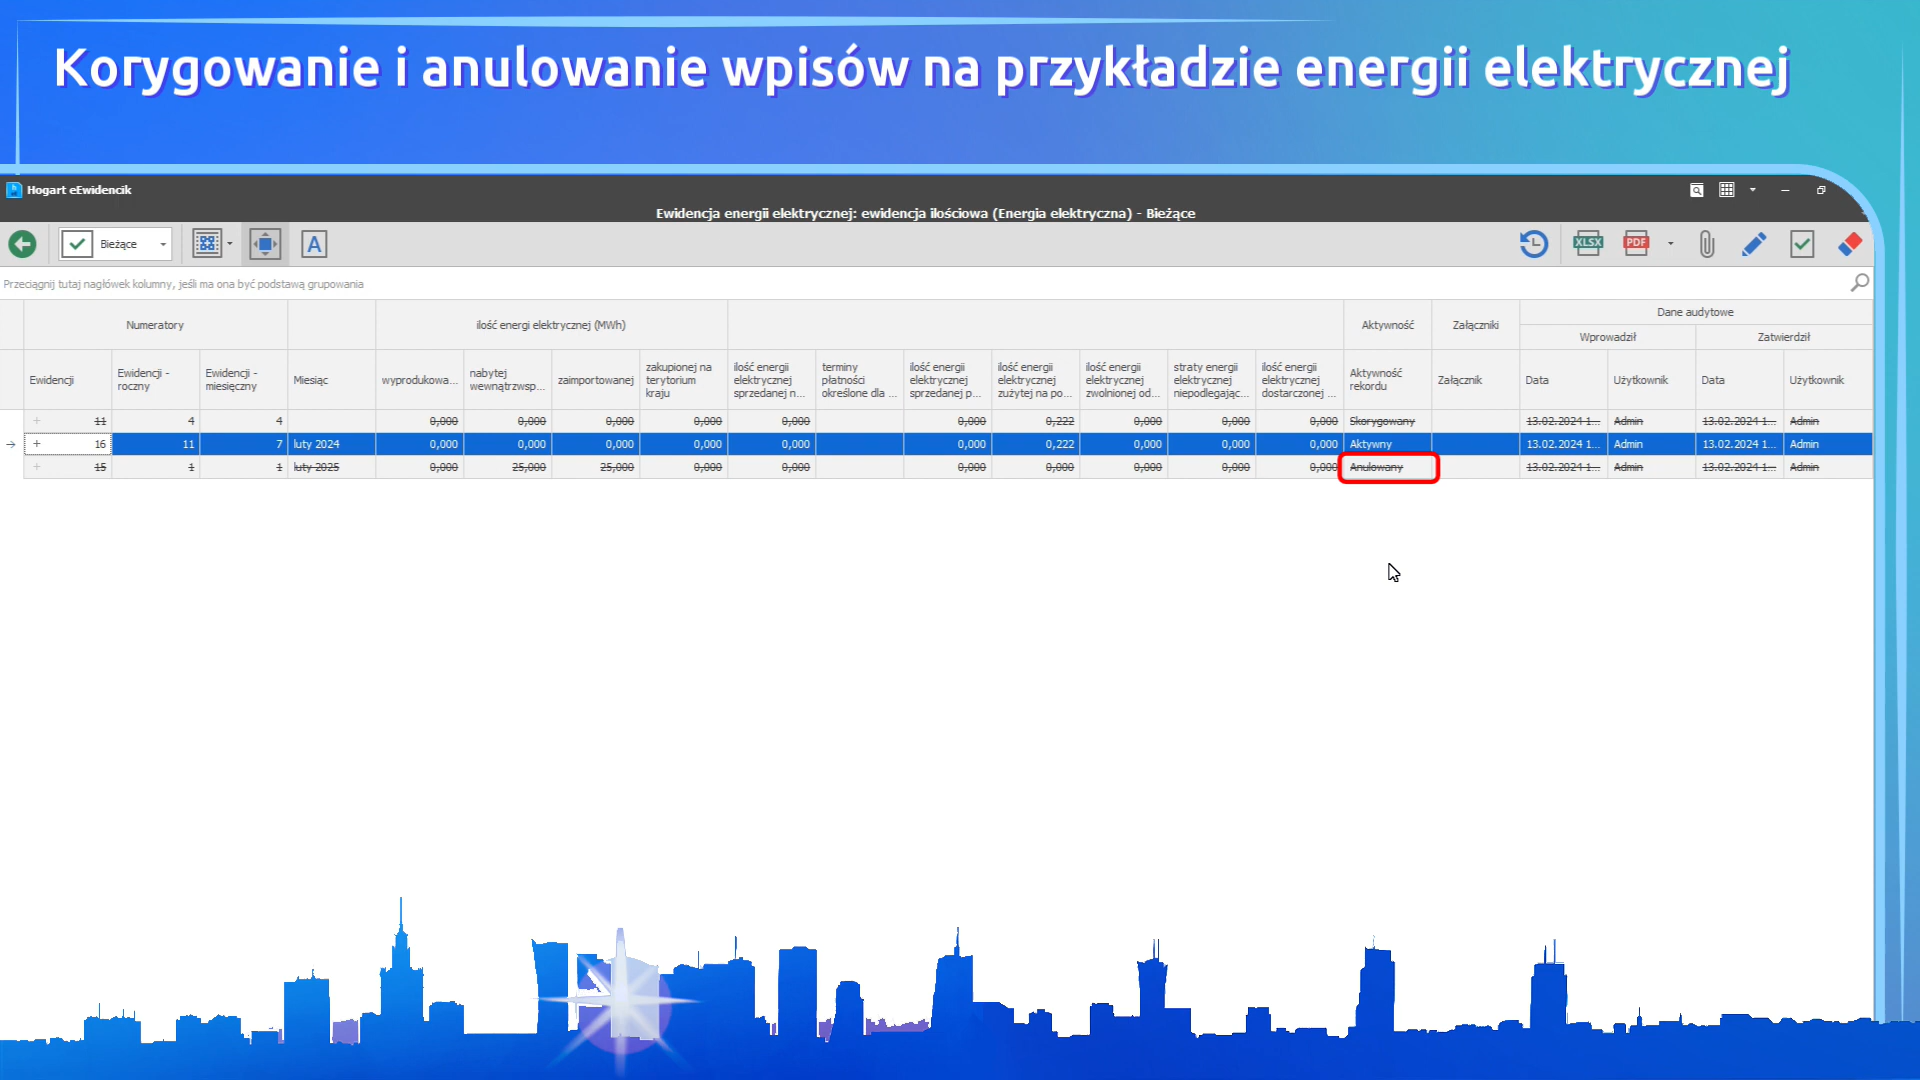 Korygowanie i anulowanie wpisów na przykładzie energii elektrycznej
Hogart eEwidencik
Ewidencja energii elektrycznej: ewidencja ilościowa (Energia elektryczna) - Bieżące
Bieżące
A
XLSX
PDF
Przeciągnij tutaj nagłówek kolumny, jeśli ma ona być podstawą grupowania
Numeratory
ilość energi elektrycznej (MWh)
Aktywność
Załączniki
Dane audytowe
Wprowadził
Zatwierdził
Ewidencji
Ewidencji - roczny
Ewidencji - miesięczny
Miesiąc
wyprodukowa...
nabytej wewnątrzwsp...
zaimportowanej
zakupionej na terytorium kraju
ilość energii elektrycznej sprzedanej n...
terminy płatności określone dla ...
ilość energii elektrycznej sprzedanej p...
ilość energii elektrycznej zużytej na po...
ilość energii elektrycznej zwolnionej od...
straty energii elektrycznej niepodlegając...
ilość energii elektrycznej dostarczonej ...
Aktywność rekordu
Załącznik
Data
Użytkownik
Data
Użytkownik
11 4 4 0,000 0,000 0,000 0,000 0,000 0,000 0,222 0,000 0,000 0,000 Skorygowany 13.02.2024 1... Admin 13.02.2024 1... Admin
16 11 7 luty 2024 0,000 0,000 0,000 0,000 0,000 0,000 0,222 0,000 0,000 0,000 Aktywny 13.02.2024 1... Admin 13.02.2024 1... Admin
15 1 1 luty 2025 0,000 25,000 25,000 0,000 0,000 0,000 0,000 0,000 0,000 0,000 Anulowany 13.02.2024 1... Admin 13.02.2024 1... Admin